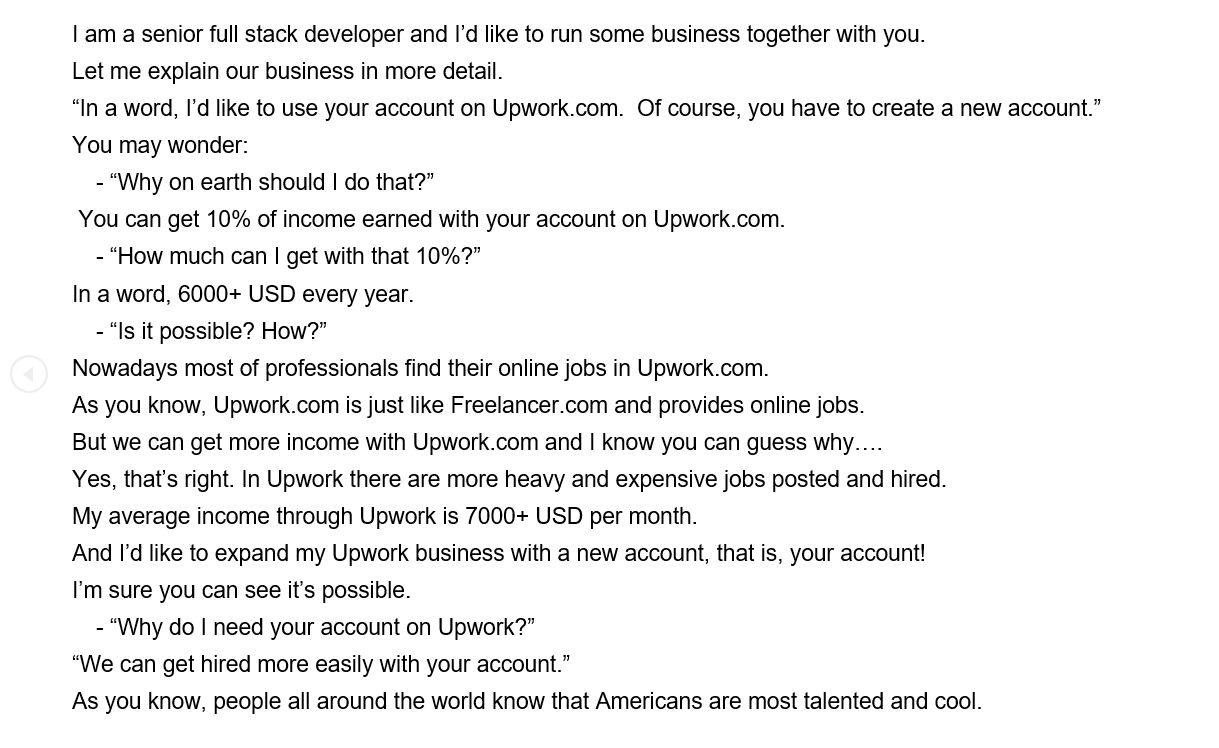 I am a senior full stack developer and I’d like to run some business together with you.
Let me explain our business in more detail.
“In a word, I’d like to use your account on Upwork.com.  Of course, you have to create a new account.”
You may wonder:
- “Why on earth should I do that?”
You can get 10% of income earned with your account on Upwork.com.
- “How much can I get with that 10%?”
In a word, 6000+ USD every year.
- “Is it possible? How?”
Nowadays most of professionals find their online jobs in Upwork.com.
As you know, Upwork.com is just like Freelancer.com and provides online jobs.
But we can get more income with Upwork.com and I know you can guess why….
Yes, that’s right. In Upwork there are more heavy and expensive jobs posted and hired.
My average income through Upwork is 7000+ USD per month.
And I’d like to expand my Upwork business with a new account, that is, your account!
I’m sure you can see it’s possible.
- “Why do I need your account on Upwork?”
“We can get hired more easily with your account.”
As you know, people all around the world know that Americans are most talented and cool.